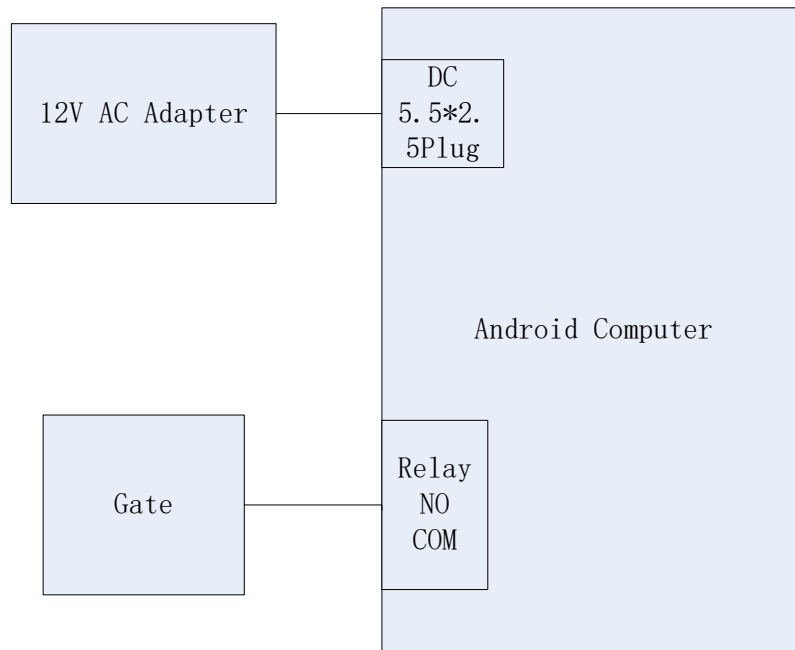 12V AC Adapter
DC
5.5*2.
5Plug
Android Computer
Gate
Relay
NO
COM